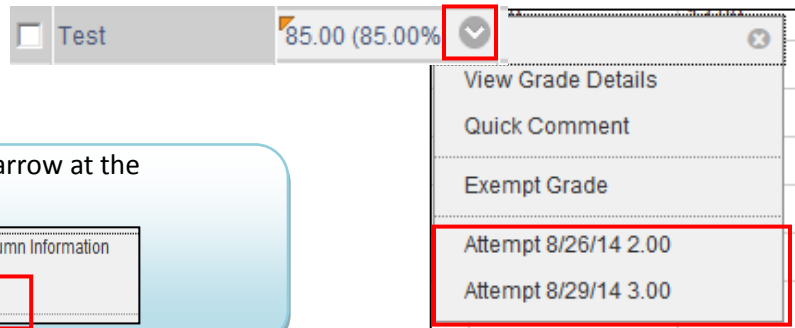 Test 85.00 (85.00%
View Grade Details
Quick Comment
Exempt Grade
Attempt 8/26/14 2.00
Attempt 8/29/14 3.00
arrow at the
umn Information